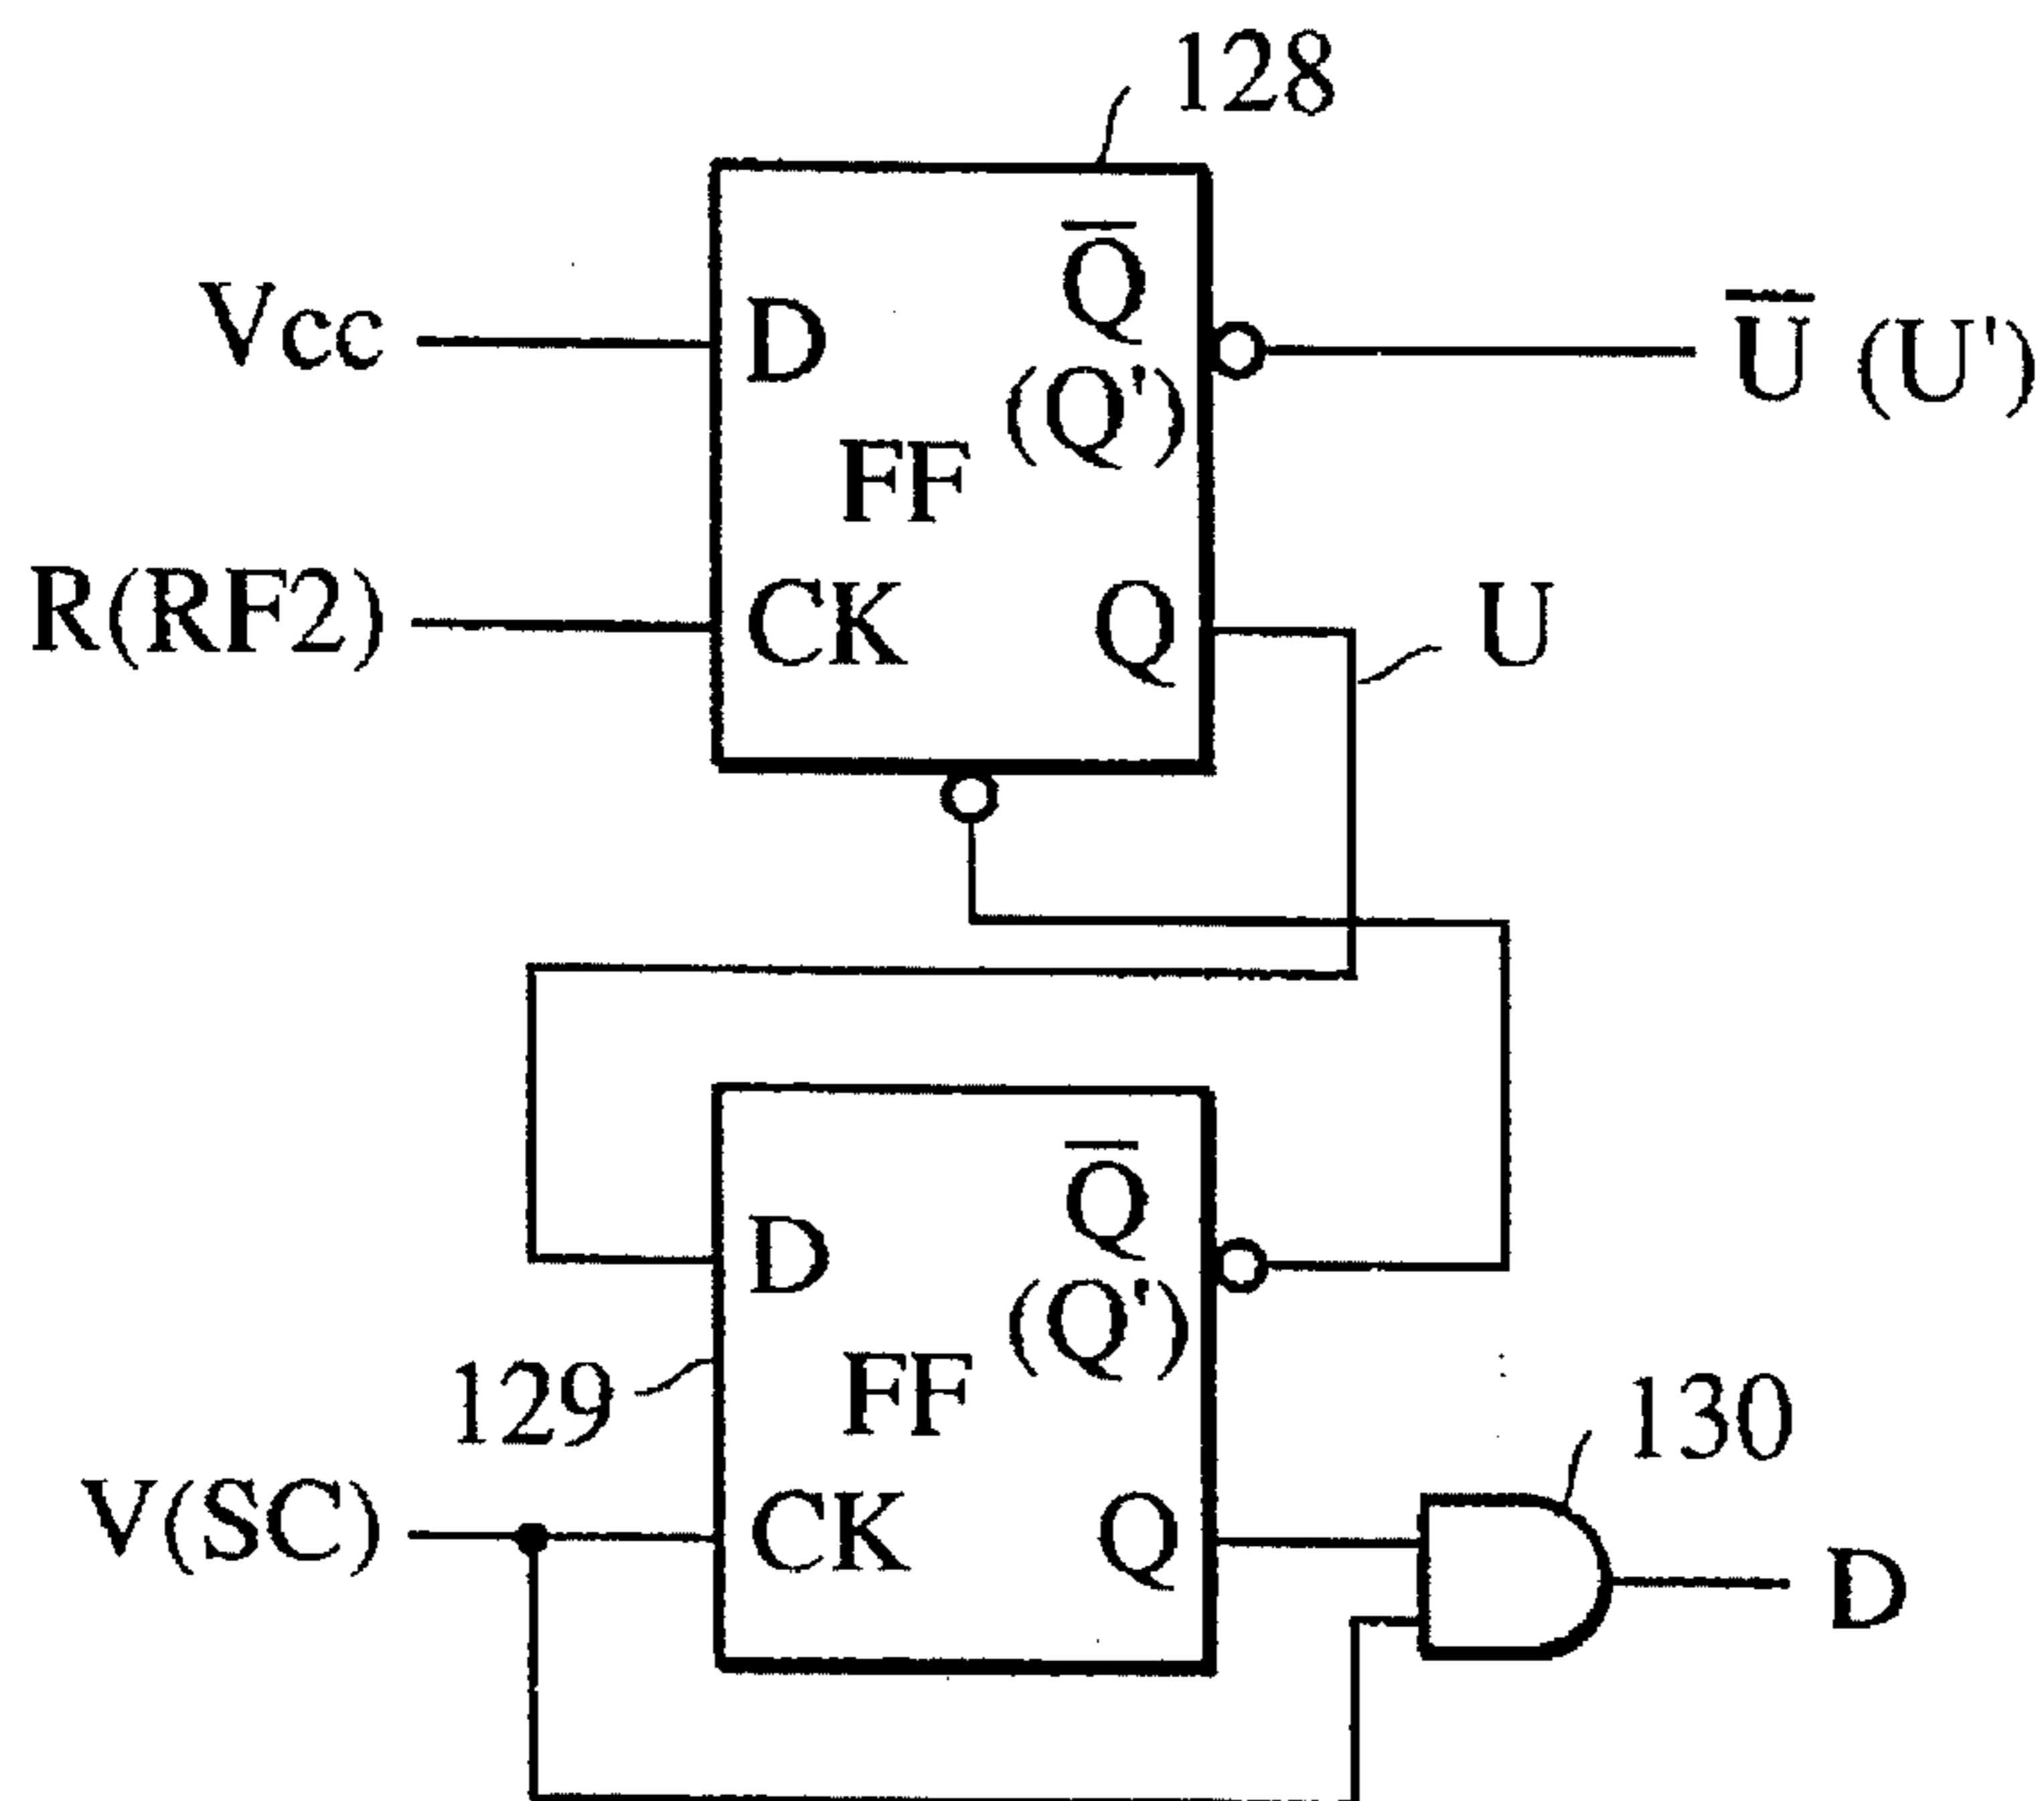 128
Q̅
Vcc
D
U̅ (U')
(Q')
FF
R(RF2)
CK
Q
U
Q̅
D
(Q')
129
FF
130
V(SC)
CK
Q
D